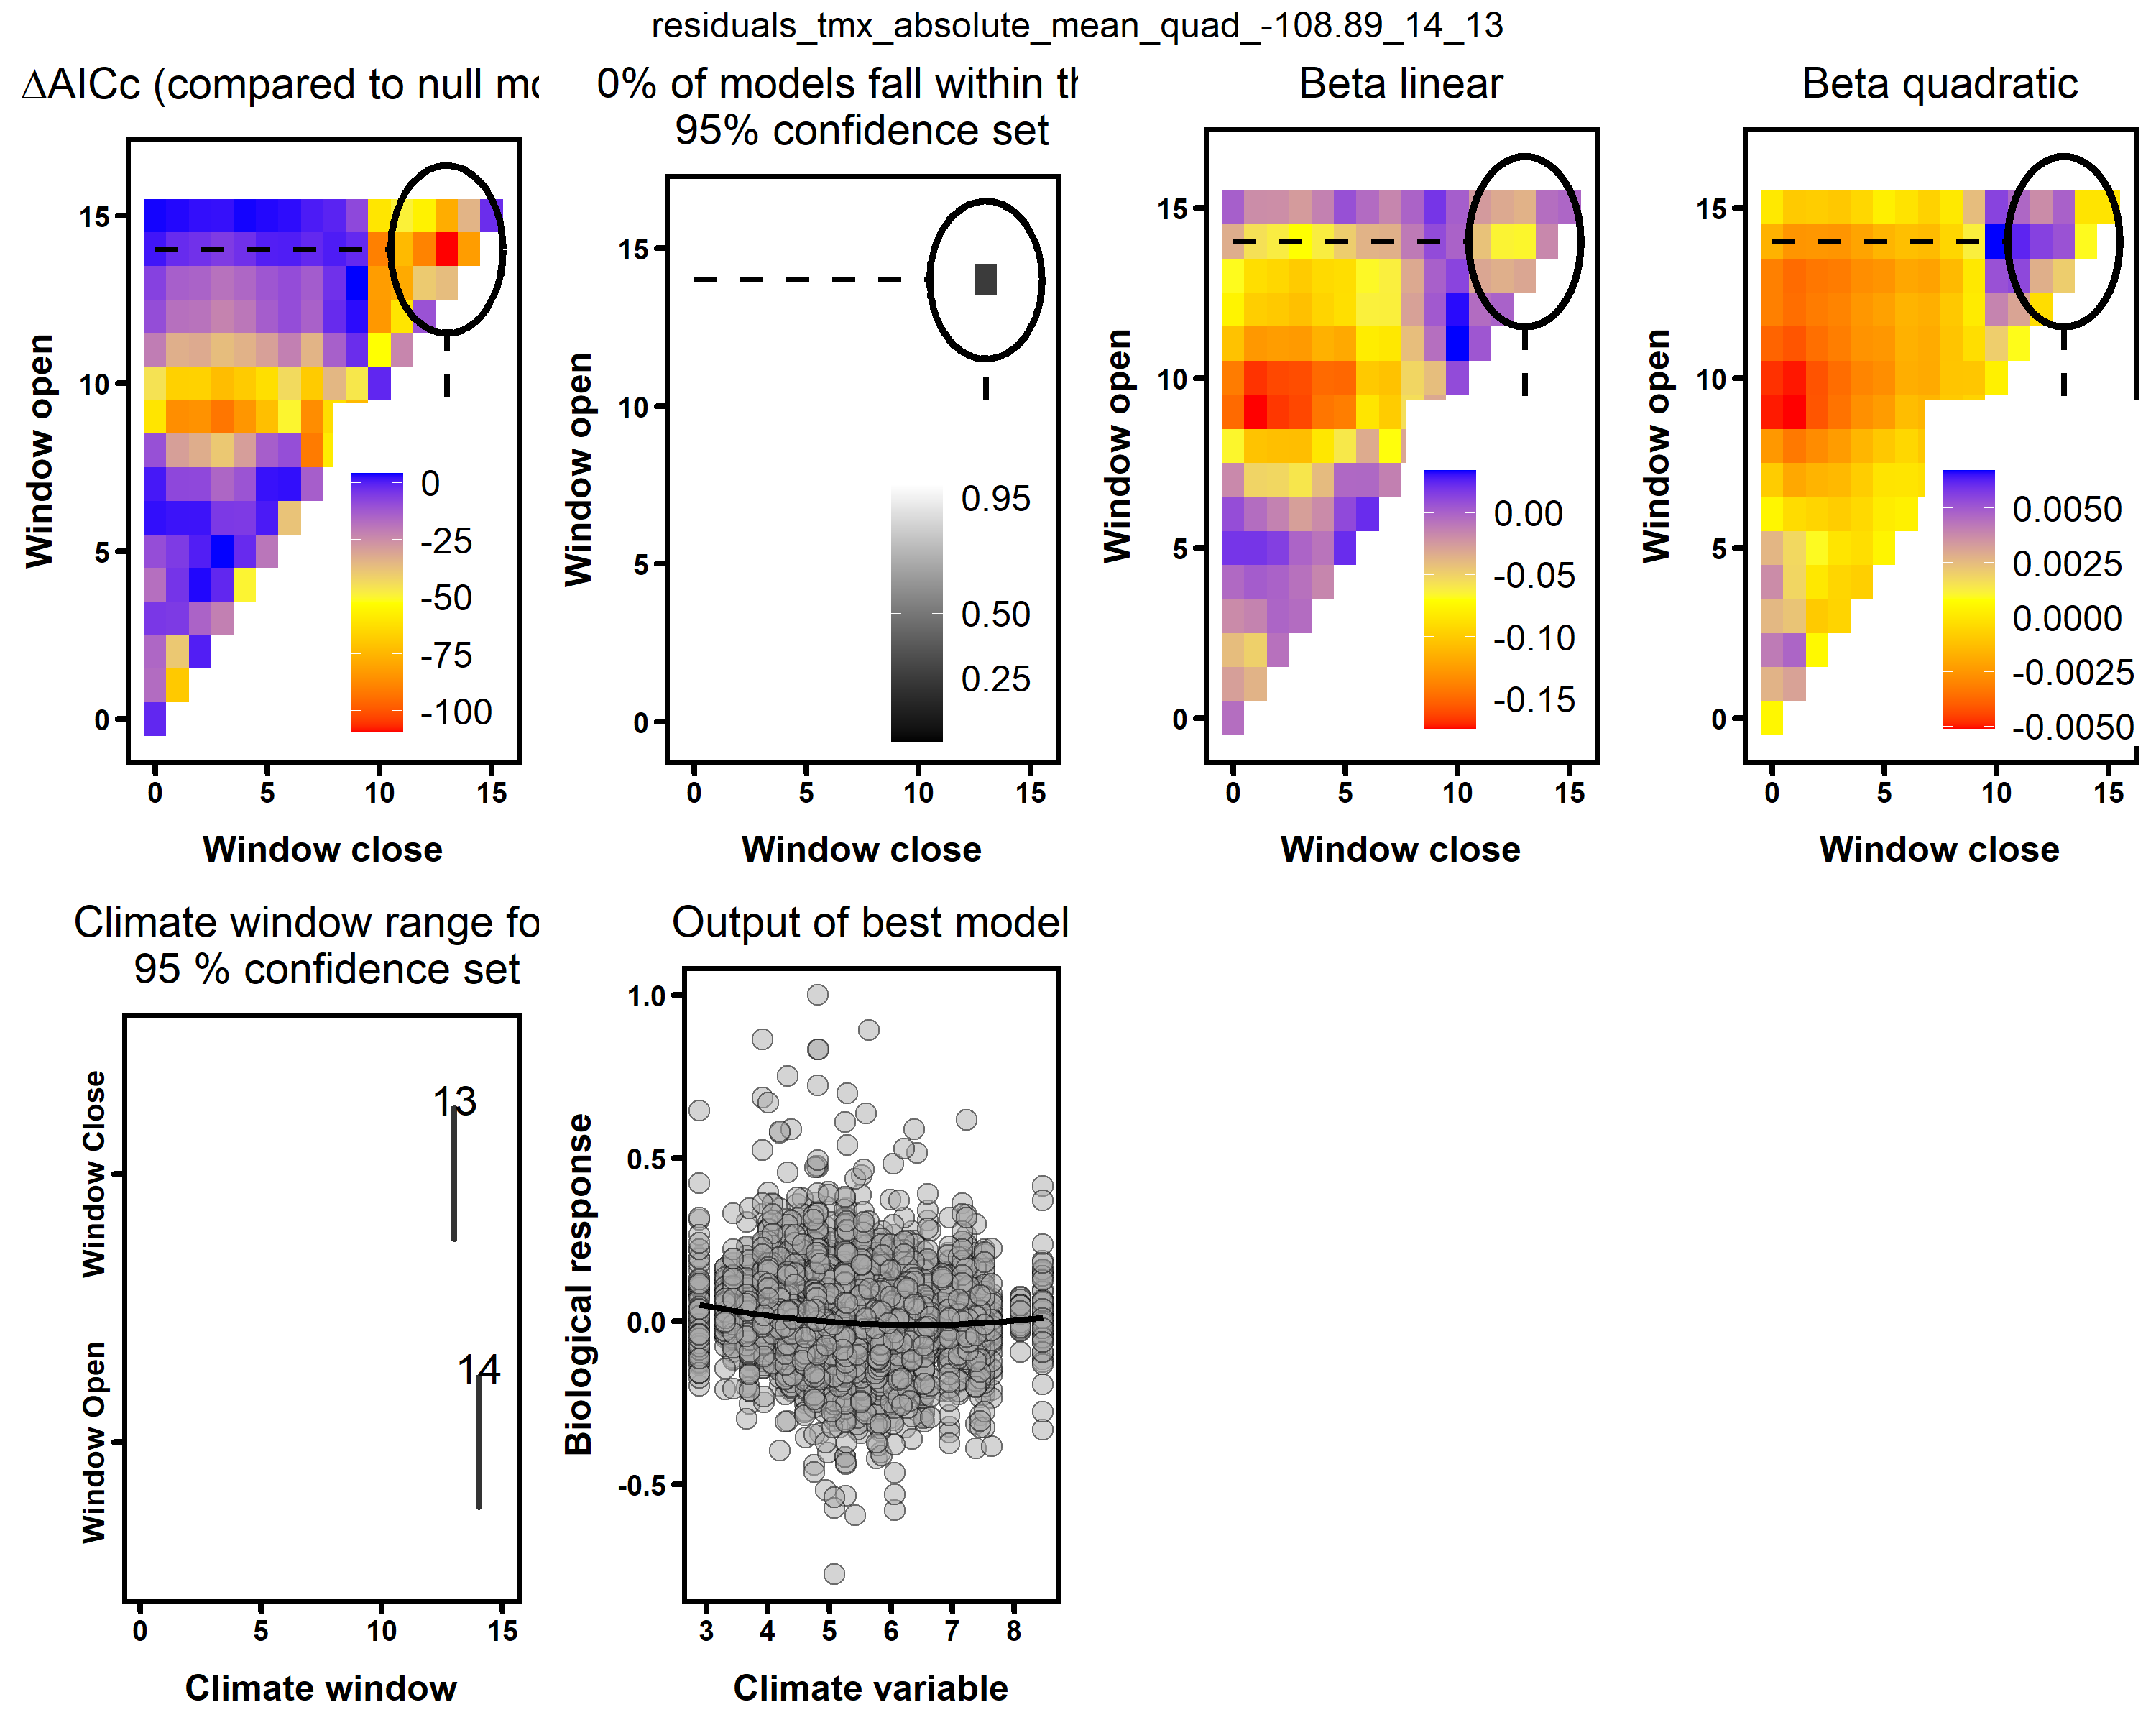 residuals_tmx_absolute_mean_quad_-108.89_14_13
ΔAICc (compared to null mo
0% of models fall within th
95% confidence set
Beta linear
Beta quadratic
Window open
15
10
5
0
0
-25
-50
-75
-100
0 5 10 15
Window close
Window open
15
10
5
0
0.95
0.50
0.25
0 5 10 15
Window close
Window open
15
10
5
0
0.00
-0.05
-0.10
-0.15
0 5 10 15
Window close
Window open
15
10
5
0
0.0050
0.0025
0.0000
-0.0025
-0.0050
0 5 10 15
Window close
Climate window range fo
95 % confidence set
Window Close
Window Open
13
14
0 5 10 15
Climate window
Output of best model
Biological response
1.0
0.5
0.0
-0.5
3 4 5 6 7 8
Climate variable